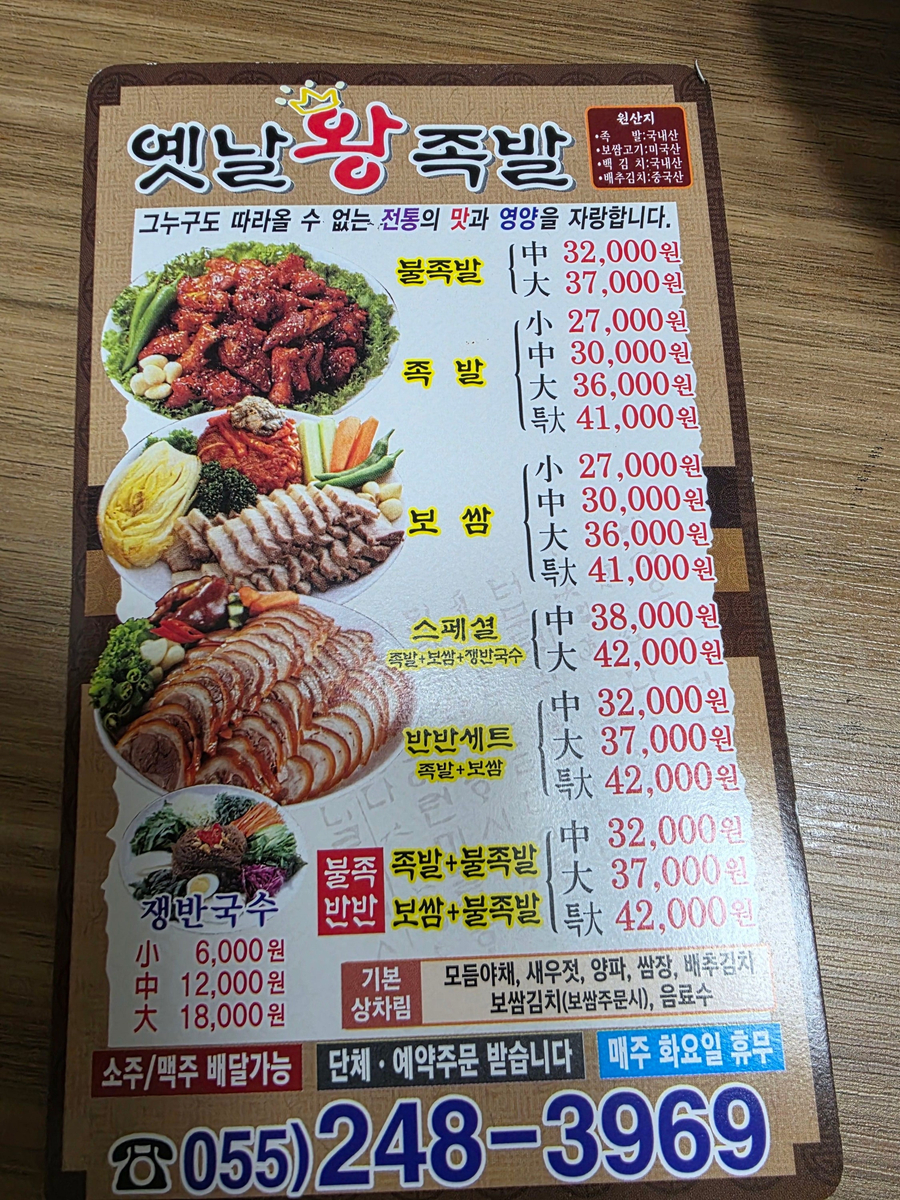 옛날왕족발
원산지
•족 발:국내산
•보쌈고기:미국산
•백 김 치:국내산
•배추김치:중국산
그누구도 따라올 수 없는 전통의 맛과 영양을 자랑합니다.
불족발
中 32,000원
大 37,000원
족 발
小 27,000원
中 30,000원
大 36,000원
특大 41,000원
보 쌈
小 27,000원
中 30,000원
大 36,000원
특大 41,000원
스페셜
족발+보쌈+쟁반국수
中 38,000원
大 42,000원
반반세트
족발+보쌈
中 32,000원
大 37,000원
특大 42,000원
불족
반반
족발+불족발
보쌈+불족발
中 32,000원
大 37,000원
특大 42,000원
쟁반국수
小 6,000원
中 12,000원
大 18,000원
기본
상차림
모듬야채, 새우젓, 양파, 쌈장, 배추김치
보쌈김치(보쌈주문시), 음료수
소주/맥주 배달가능
단체·예약주문 받습니다
매주 화요일 휴무
☎055)248-3969